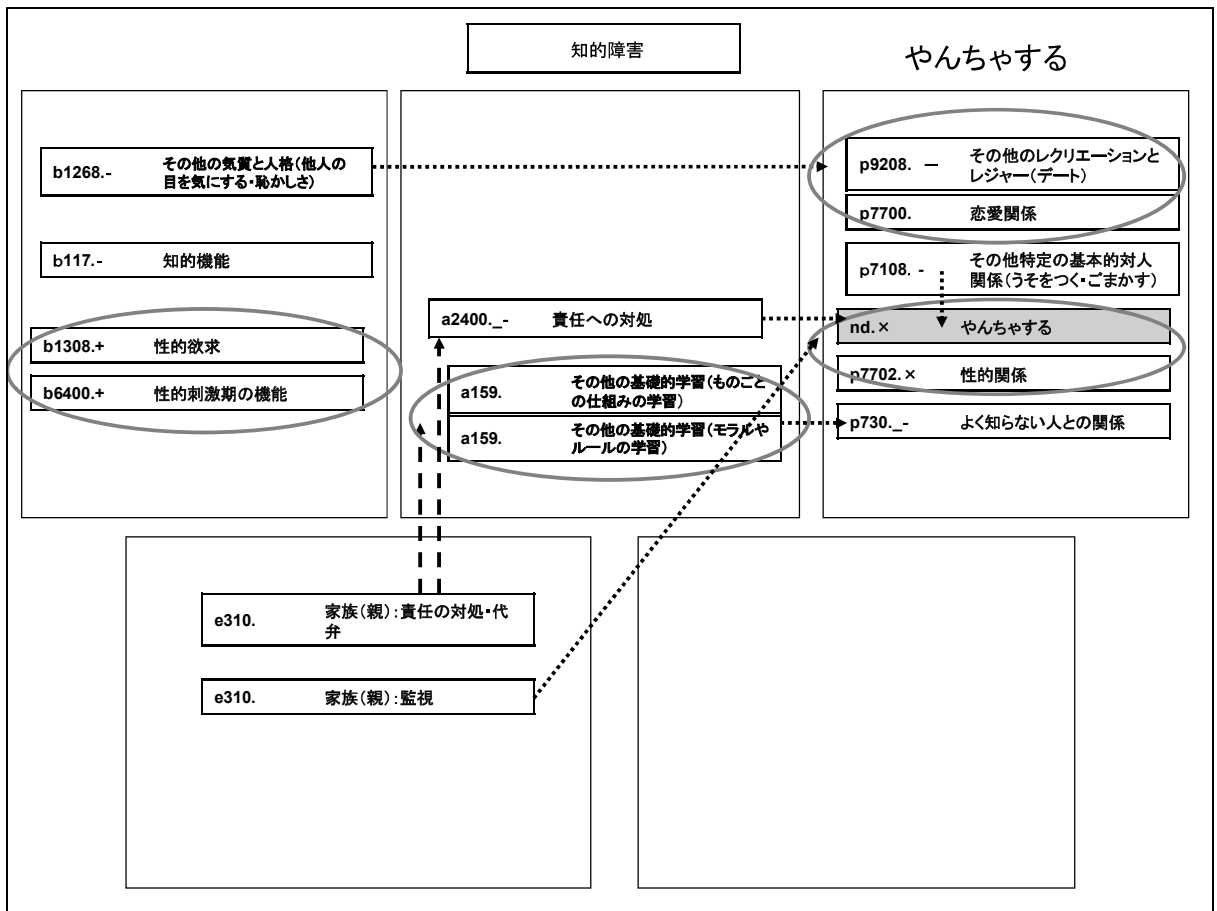 知的障害
やんちゃする
b1268.- その他の気質と人格(他人の
目を気にする・恥かしさ)
b117.- 知的機能
b1308.+ 性的欲求
b6400.+ 性的刺激期の機能
a2400._- 責任への対処
a159. その他の基礎的学習(ものごと
の仕組みの学習)
a159. その他の基礎的学習(モラルや
ルールの学習)
p9208. － その他のレクリエーションと
レジャー(デート)
p7700. 恋愛関係
p7108. - その他特定の基本的対人
関係(うそをつく・ごまかす)
nd.× やんちゃする
p7702.× 性的関係
p730._- よく知らない人との関係
e310. 家族(親):責任の対処・代
弁
e310. 家族(親):監視